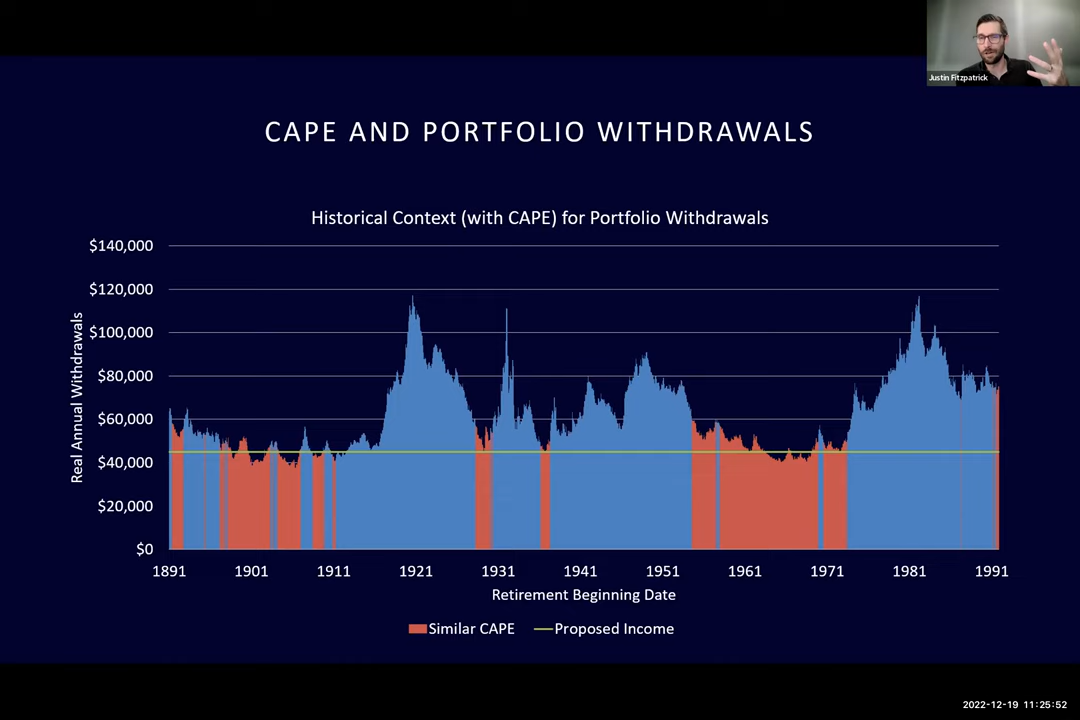 Justin Fitzpatrick
CAPE AND PORTFOLIO WITHDRAWALS
Historical Context (with CAPE) for Portfolio Withdrawals
Real Annual Withdrawals
$140,000
$120,000
$100,000
$80,000
$60,000
$40,000
$20,000
$0
1891 1901 1911 1921 1931 1941 1951 1961 1971 1981 1991
Retirement Beginning Date
Similar CAPE Proposed Income
2022-12-19 11:25:52